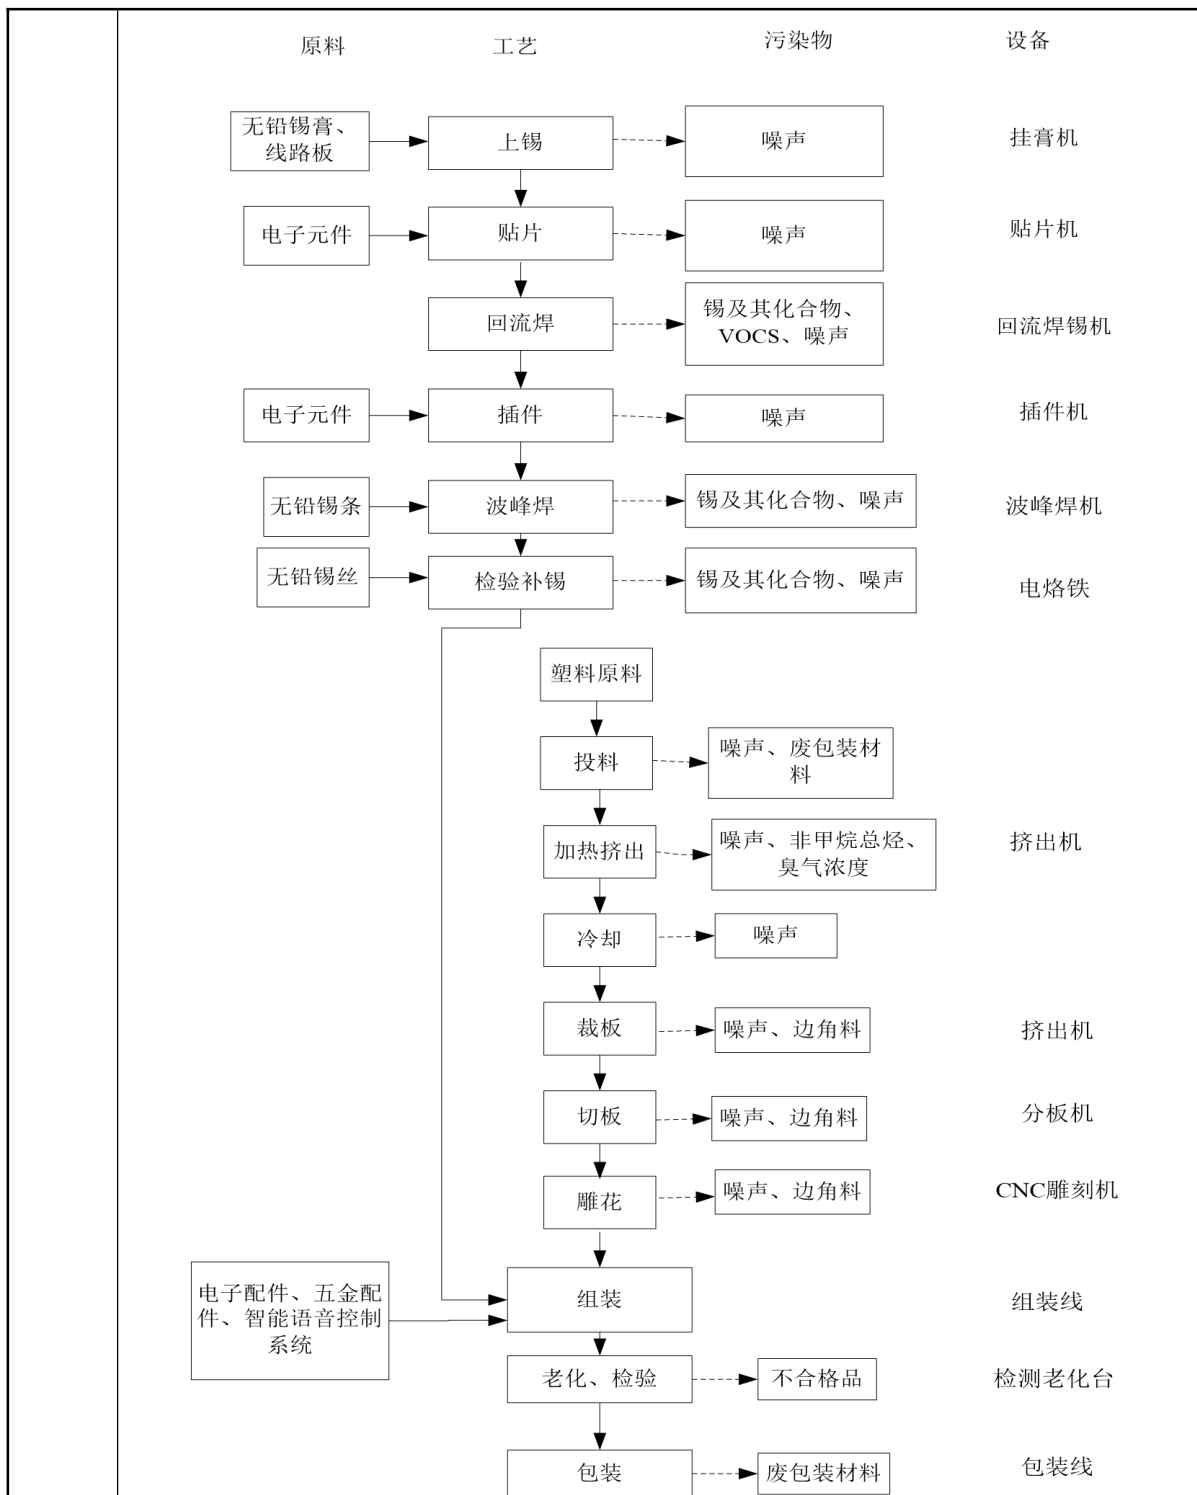 原料 工艺 污染物 设备
无铅锡膏、
线路板
上锡
噪声
挂膏机
电子元件
贴片
噪声
贴片机
回流焊
锡及其化合物、
VOCS、噪声
回流焊锡机
电子元件
插件
噪声
插件机
无铅锡条
波峰焊
锡及其化合物、噪声
波峰焊机
无铅锡丝
检验补锡
锡及其化合物、噪声
电烙铁
塑料原料
投料
噪声、废包装材
料
加热挤出
噪声、非甲烷总烃、
臭气浓度
挤出机
冷却
噪声
裁板
噪声、边角料
挤出机
切板
噪声、边角料
分板机
雕花
噪声、边角料
CNC雕刻机
电子配件、五金配
件、智能语音控制
系统
组装
组装线
老化、检验
不合格品
检测老化台
包装
废包装材料
包装线